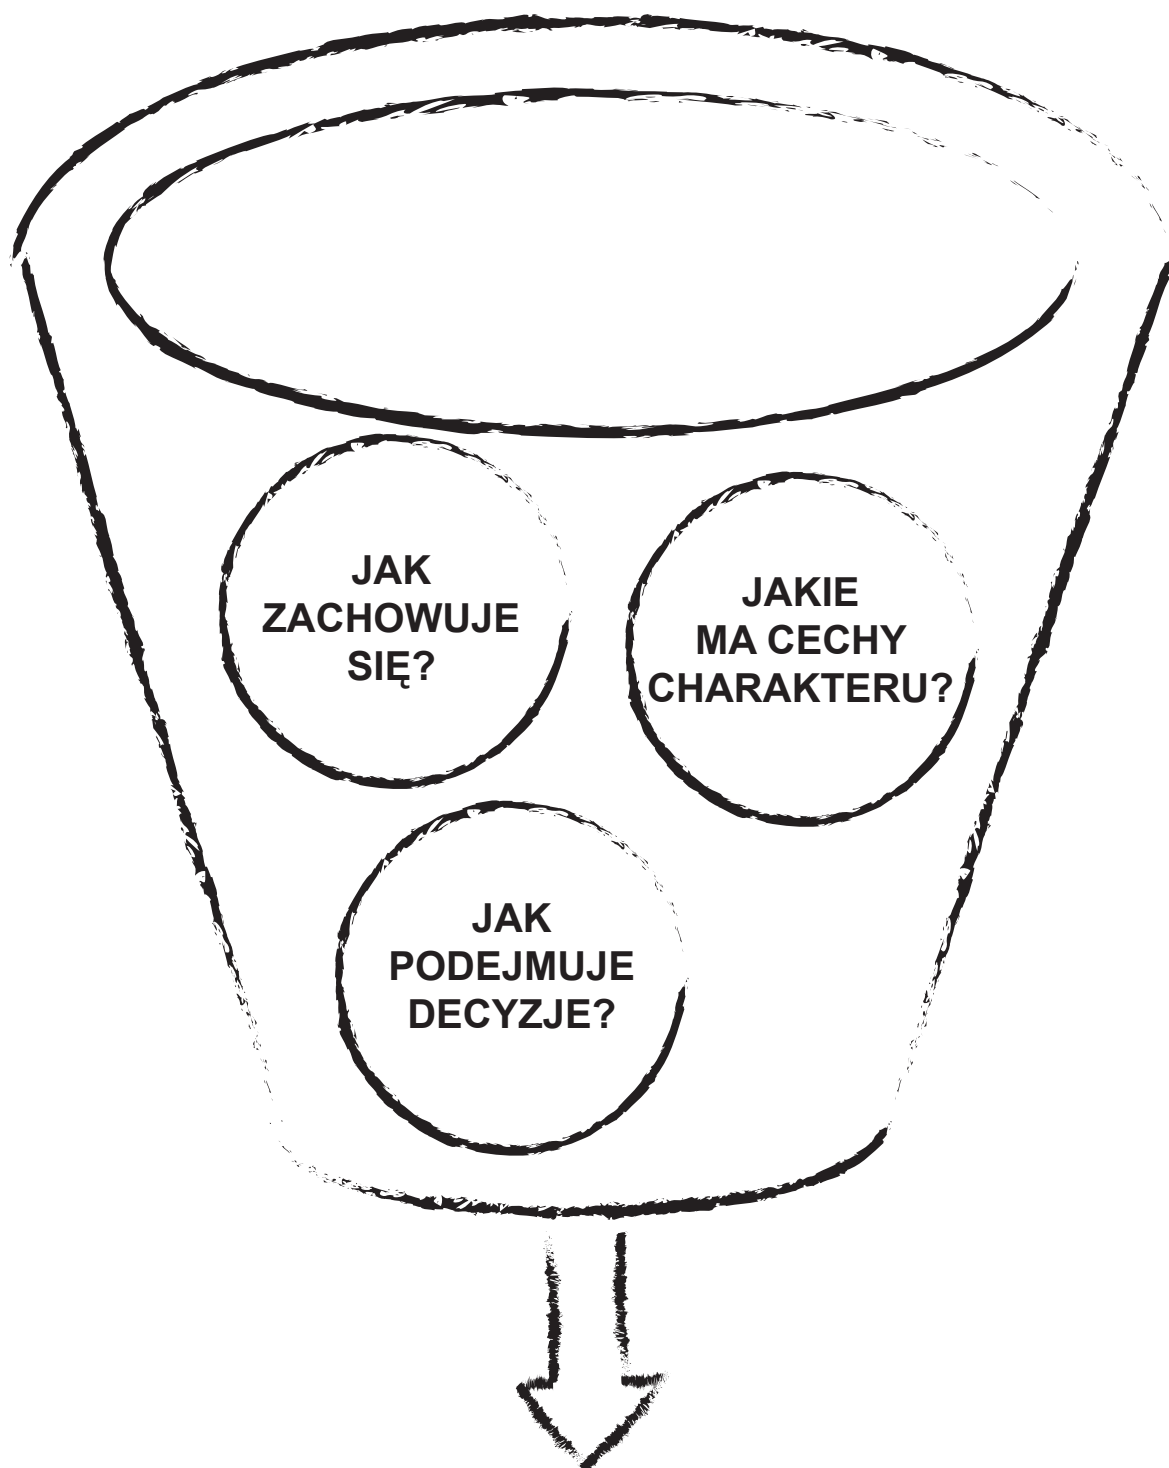 JAK
ZACHOWUJE
SIĘ?
JAKIE
MA CECHY
CHARAKTERU?
JAK
PODEJMUJE
DECYZJE?